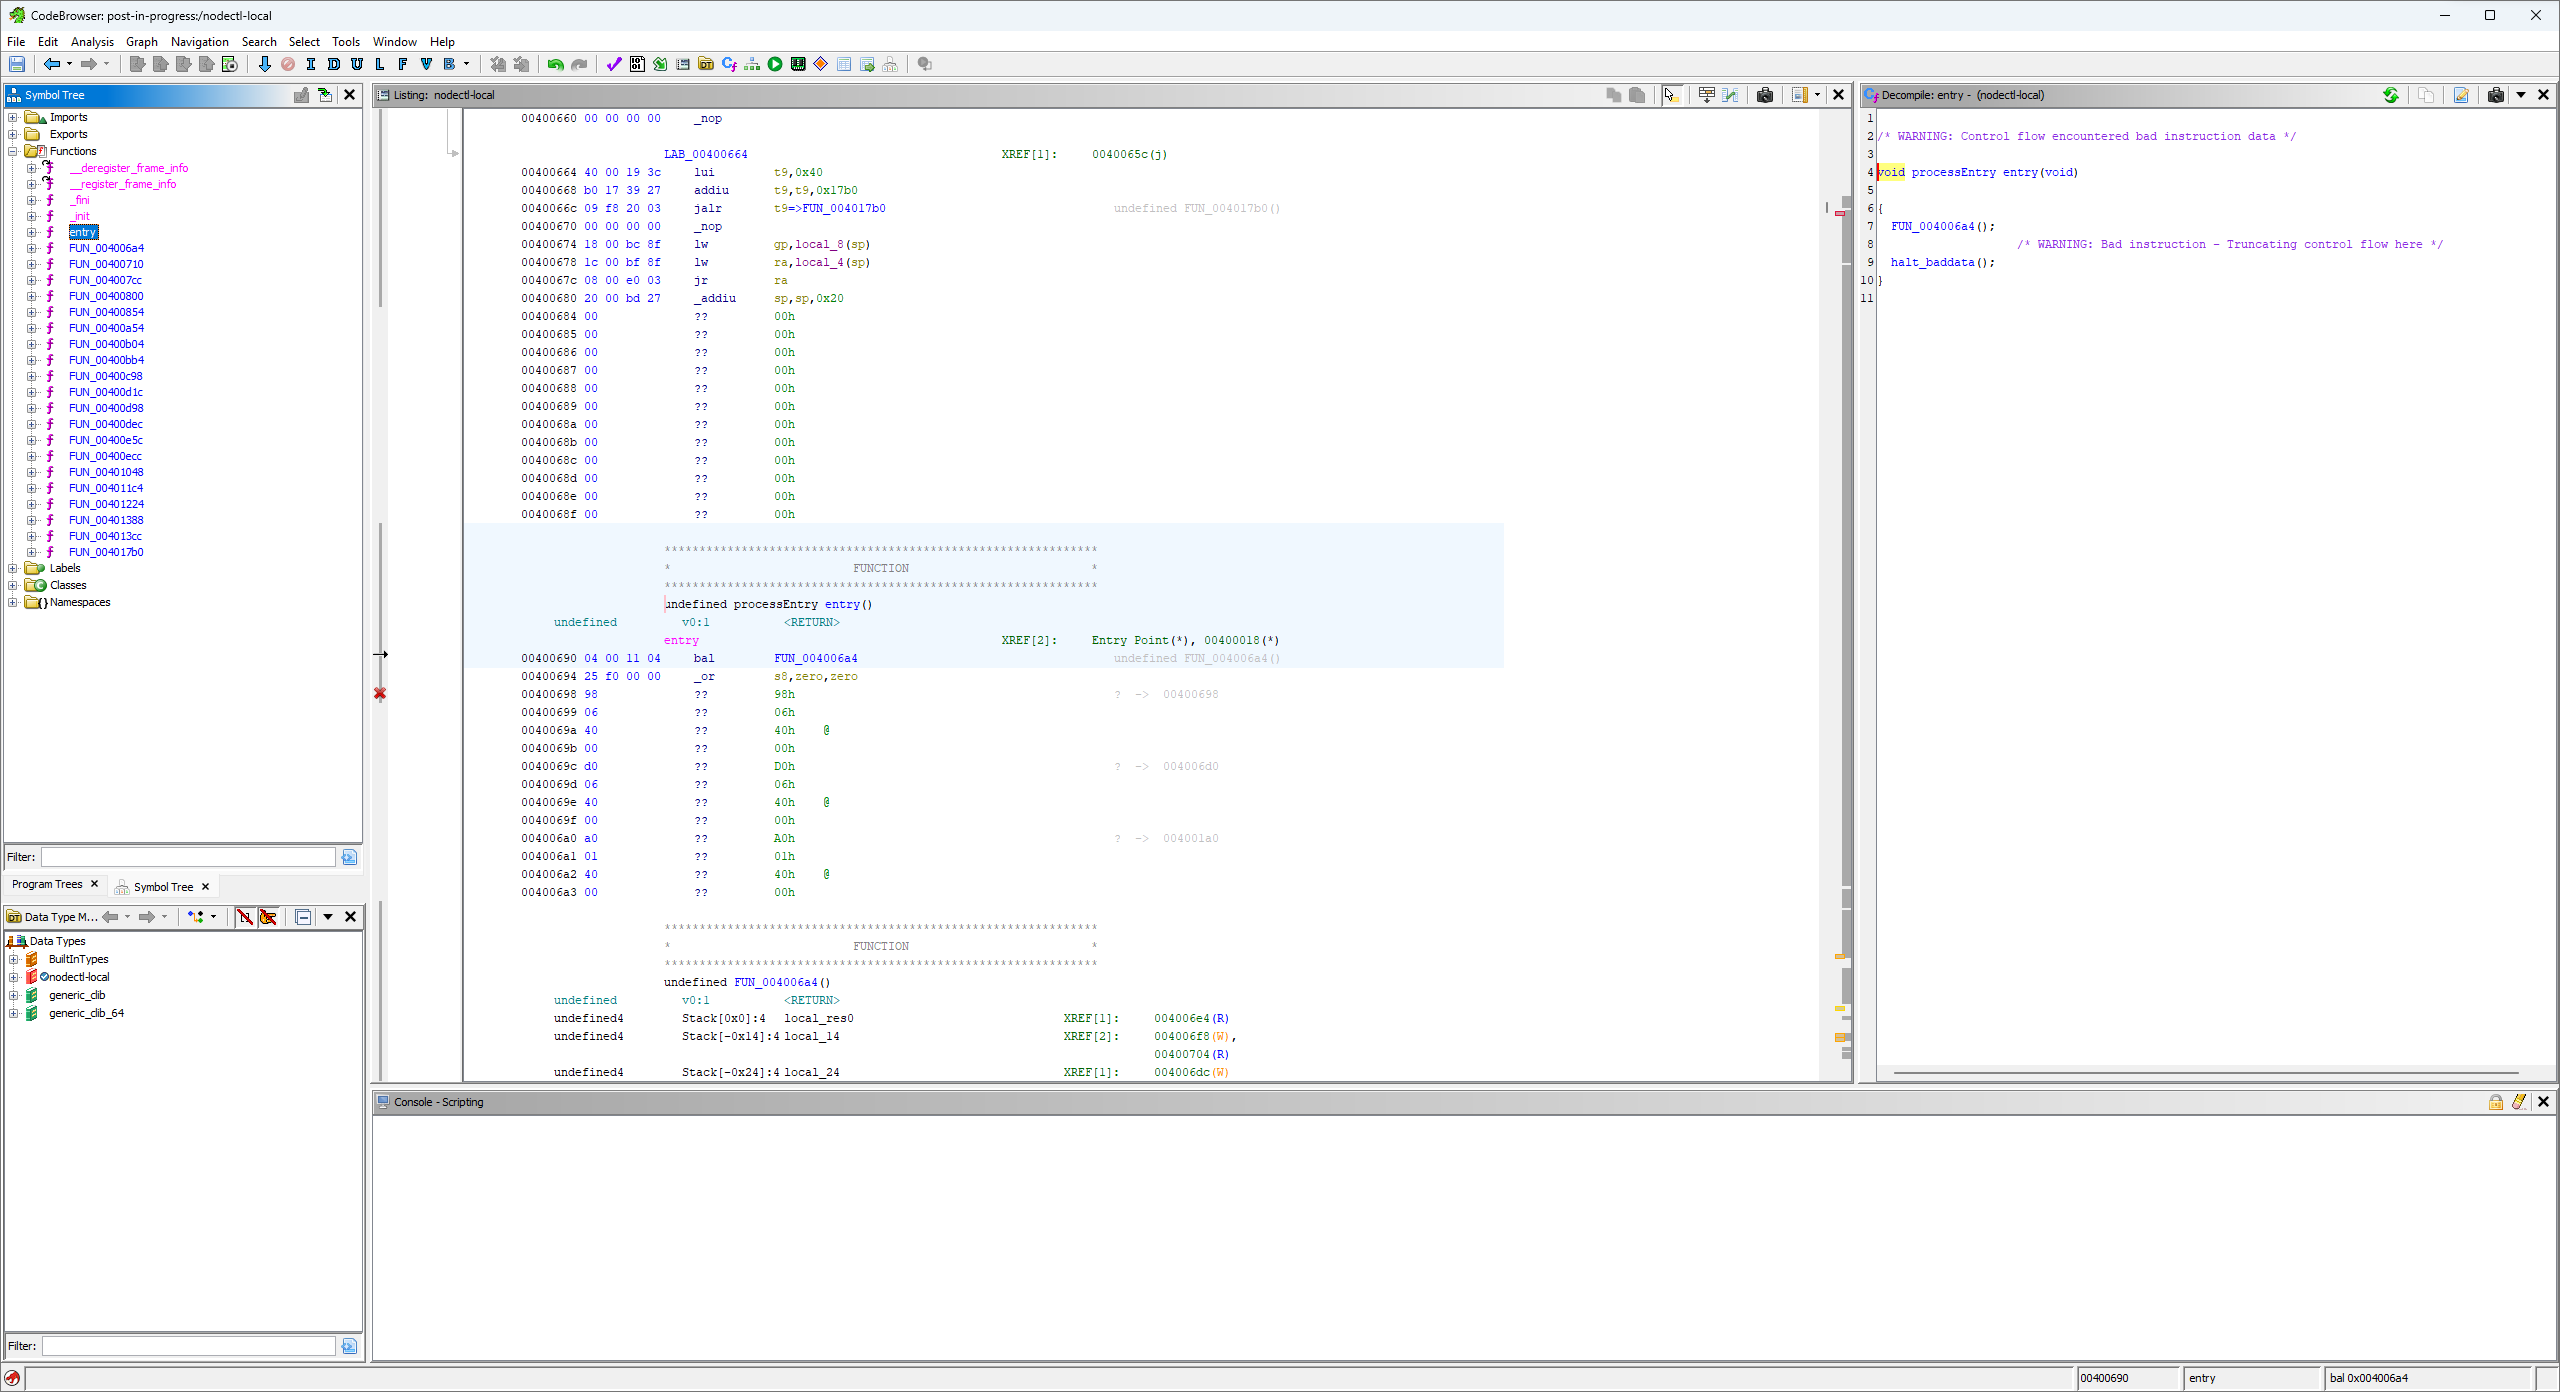 CodeBrowser: post-in-progress:/nodectl-local
File Edit Analysis Graph Navigation Search Select Tools Window Help
I D U L F V B
Symbol Tree
Imports
Exports
Functions
__deregister_frame_info
__register_frame_info
_fini
_init
entry
FUN_004006a4
FUN_00400710
FUN_004007cc
FUN_00400800
FUN_00400854
FUN_00400a54
FUN_00400b04
FUN_00400bb4
FUN_00400c98
FUN_00400d1c
FUN_00400d98
FUN_00400dec
FUN_00400e5c
FUN_00400ecc
FUN_00401048
FUN_004011c4
FUN_00401224
FUN_00401388
FUN_004013cc
FUN_004017b0
Labels
Classes
Namespaces
Filter:
Program Trees Symbol Tree
Data Type M...
Data Types
BuiltInTypes
nodectl-local
generic_clib
generic_clib_64
Filter:
Listing: nodectl-local
00400660 00 00 00 00 _nop
LAB_00400664 XREF[1]: 0040065c(j)
00400664 40 00 19 3c lui t9,0x40
00400668 b0 17 39 27 addiu t9,t9,0x17b0
0040066c 09 f8 20 03 jalr t9=>FUN_004017b0 undefined FUN_004017b0()
00400670 00 00 00 00 _nop
00400674 18 00 bc 8f lw gp,local_8(sp)
00400678 1c 00 bf 8f lw ra,local_4(sp)
0040067c 08 00 e0 03 jr ra
00400680 20 00 bd 27 _addiu sp,sp,0x20
00400684 00 ?? 00h
00400685 00 ?? 00h
00400686 00 ?? 00h
00400687 00 ?? 00h
00400688 00 ?? 00h
00400689 00 ?? 00h
0040068a 00 ?? 00h
0040068b 00 ?? 00h
0040068c 00 ?? 00h
0040068d 00 ?? 00h
0040068e 00 ?? 00h
0040068f 00 ?? 00h
**************************************************************
* FUNCTION *
**************************************************************
undefined processEntry entry()
undefined v0:1 <RETURN>
entry XREF[2]: Entry Point(*), 00400018(*)
00400690 04 00 11 04 bal FUN_004006a4 undefined FUN_004006a4()
00400694 25 f0 00 00 _or s8,zero,zero
00400698 98 ?? 98h ? -> 00400698
00400699 06 ?? 06h
0040069a 40 ?? 40h @
0040069b 00 ?? 00h
0040069c d0 ?? D0h ? -> 004006d0
0040069d 06 ?? 06h
0040069e 40 ?? 40h @
0040069f 00 ?? 00h
004006a0 a0 ?? A0h ? -> 004001a0
004006a1 01 ?? 01h
004006a2 40 ?? 40h @
004006a3 00 ?? 00h
**************************************************************
* FUNCTION *
**************************************************************
undefined FUN_004006a4()
undefined v0:1 <RETURN>
undefined4 Stack[0x0]:4 local_res0 XREF[1]: 004006e4(R)
undefined4 Stack[-0x14]:4 local_14 XREF[2]: 004006f8(W),
00400704(R)
undefined4 Stack[-0x24]:4 local_24 XREF[1]: 004006dc(W)
Decompile: entry - (nodectl-local)
1
2 /* WARNING: Control flow encountered bad instruction data */
3
4 void processEntry entry(void)
5
6 {
7 FUN_004006a4();
8 /* WARNING: Bad instruction - Truncating control flow here */
9 halt_baddata();
10 }
11
Console - Scripting
00400690 entry bal 0x004006a4